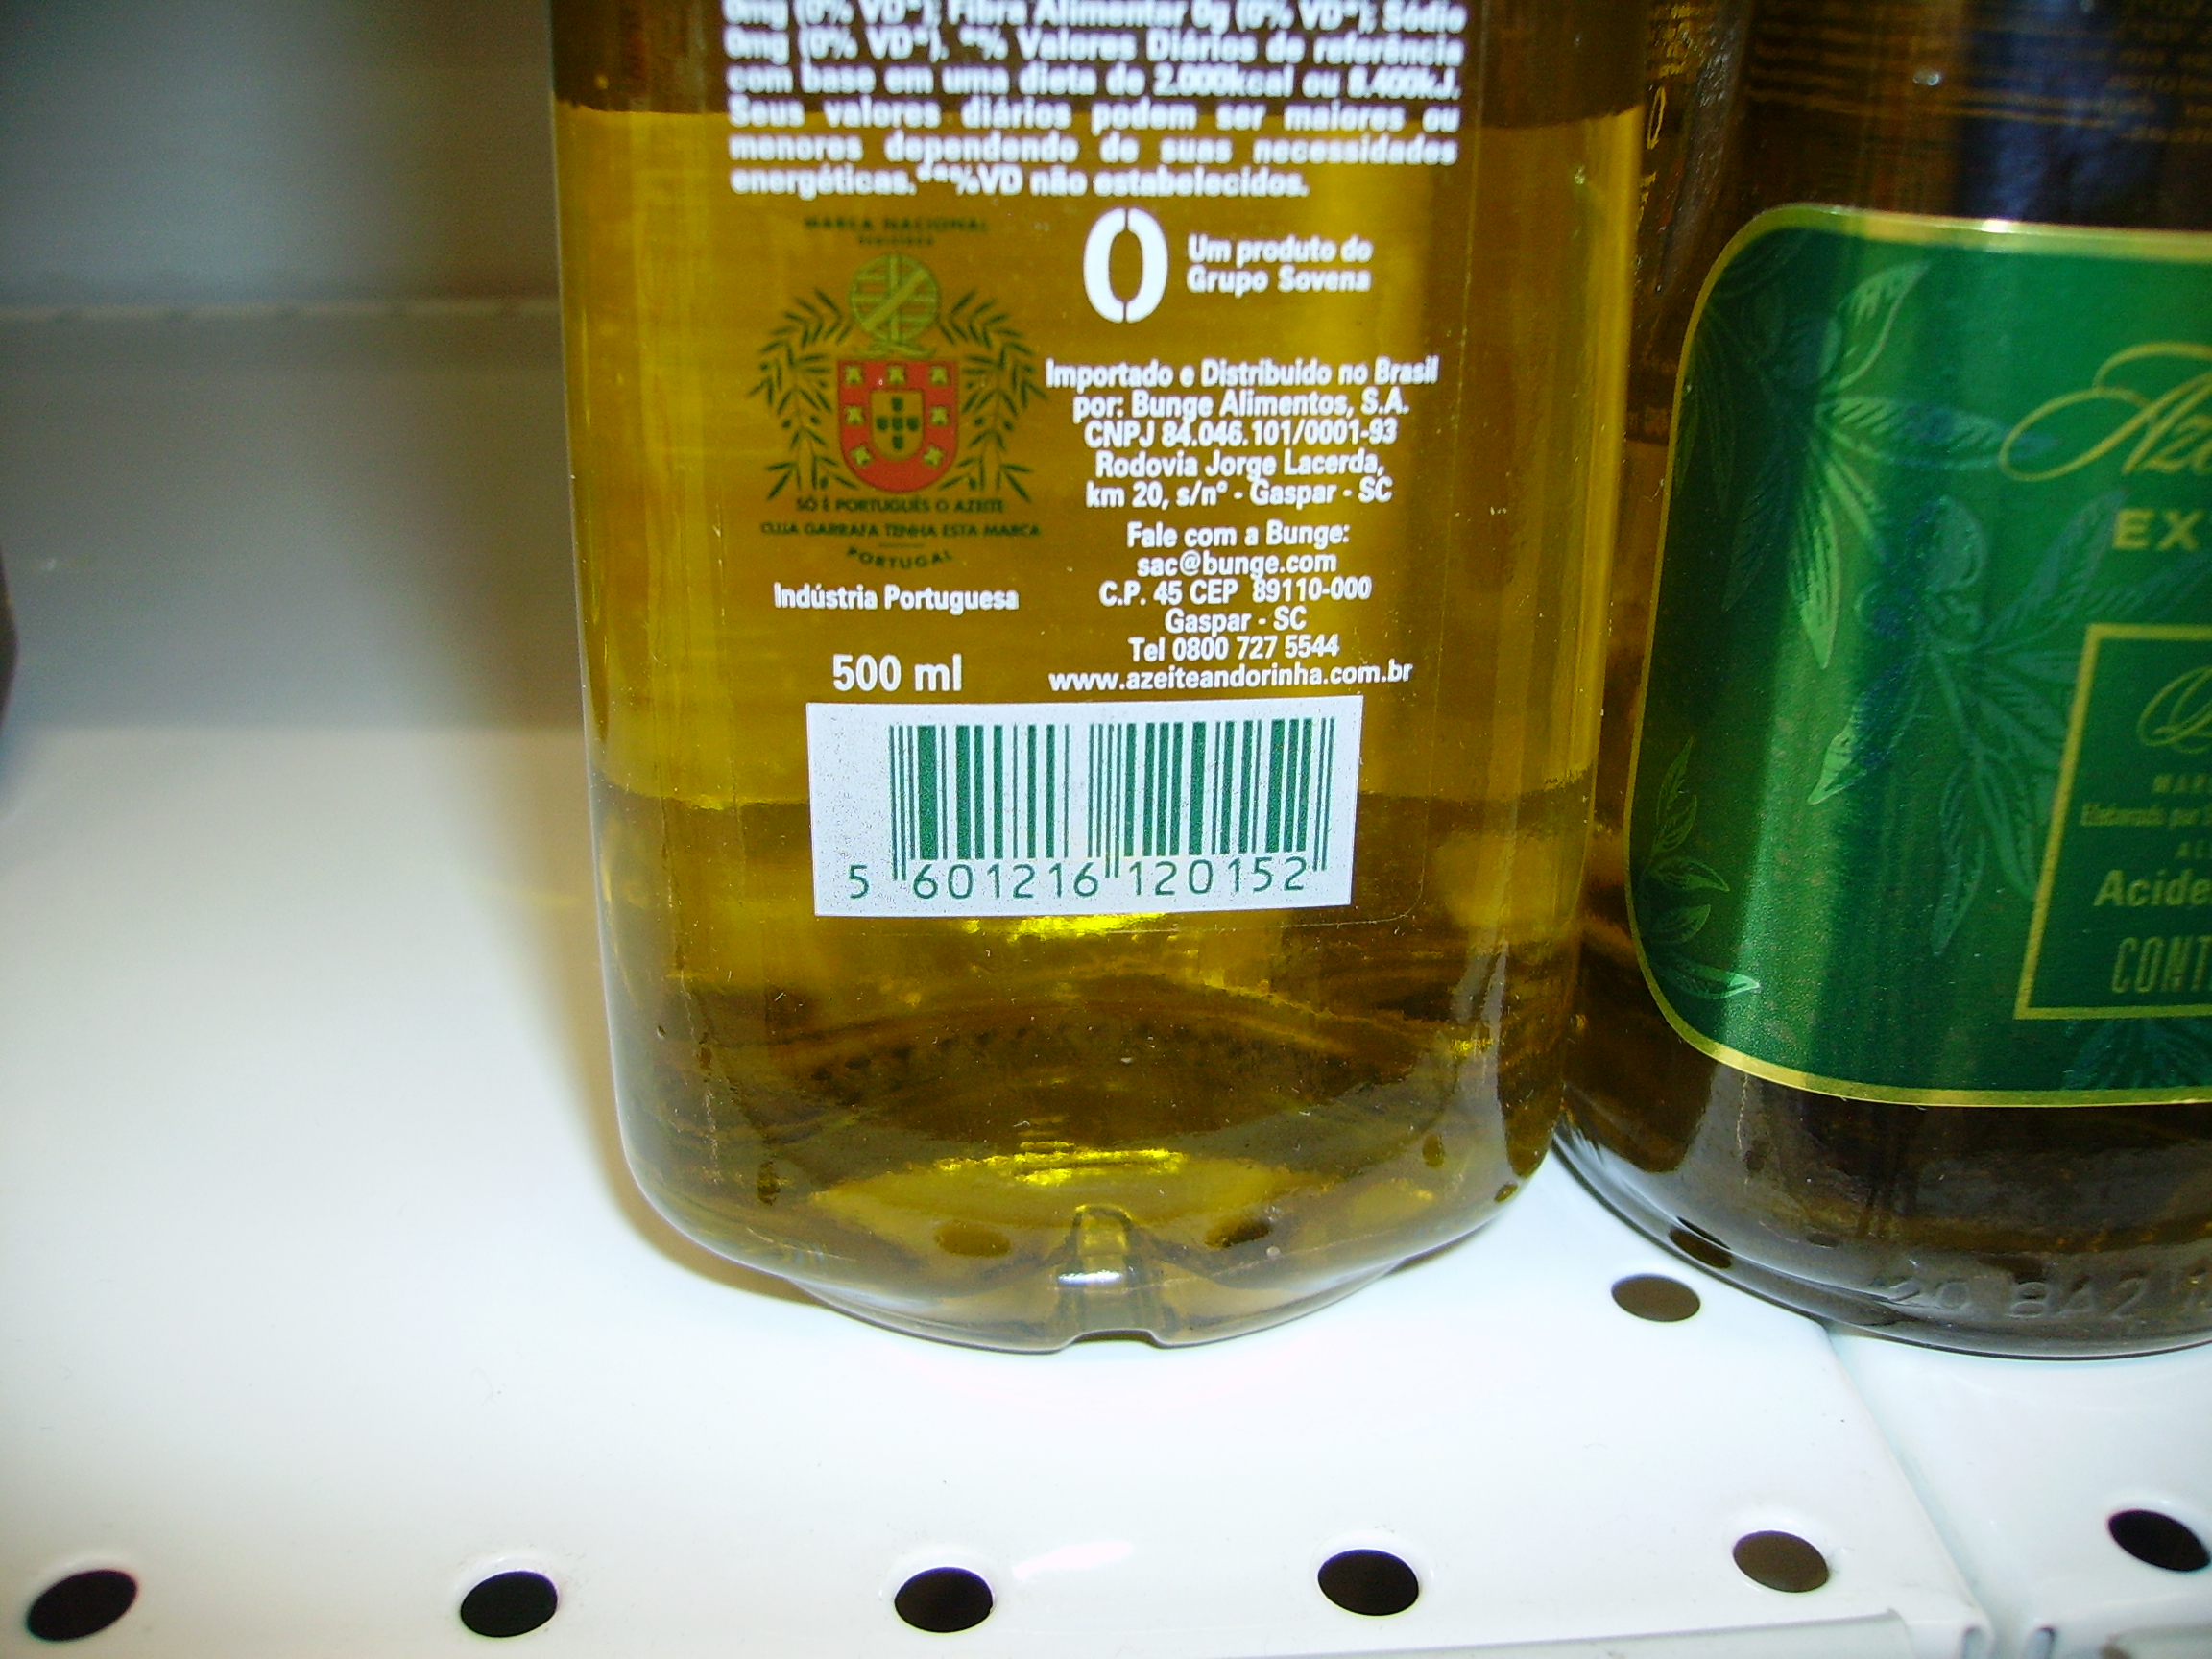 0mg (0% VD*); Fibra Alimentar 0g (0% VD*); Sódio
0mg (0% VD*). *% Valores Diários de referência
com base em uma dieta de 2.000kcal ou 8.400kJ.
Seus valores diários podem ser maiores ou
menores dependendo de suas necessidades
energéticas.**%VD não estabelecidos.
MARCA NACIONAL
REGISTADA
SÓ É PORTUGUÊS O AZEITE
CUJA GARRAFA TENHA ESTA MARCA
PORTUGAL
Indústria Portuguesa
500 ml
Um produto do
Grupo Sovena
Importado e Distribuido no Brasil
por: Bunge Alimentos, S.A.
CNPJ 84.046.101/0001-93
Rodovia Jorge Lacerda,
km 20, s/nº - Gaspar - SC
Fale com a Bunge:
sac@bunge.com
C.P. 45 CEP 89110-000
Gaspar - SC
Tel 0800 727 5544
www.azeiteandorinha.com.br
5 601216 120152
Aze
EX
Acide
CONT